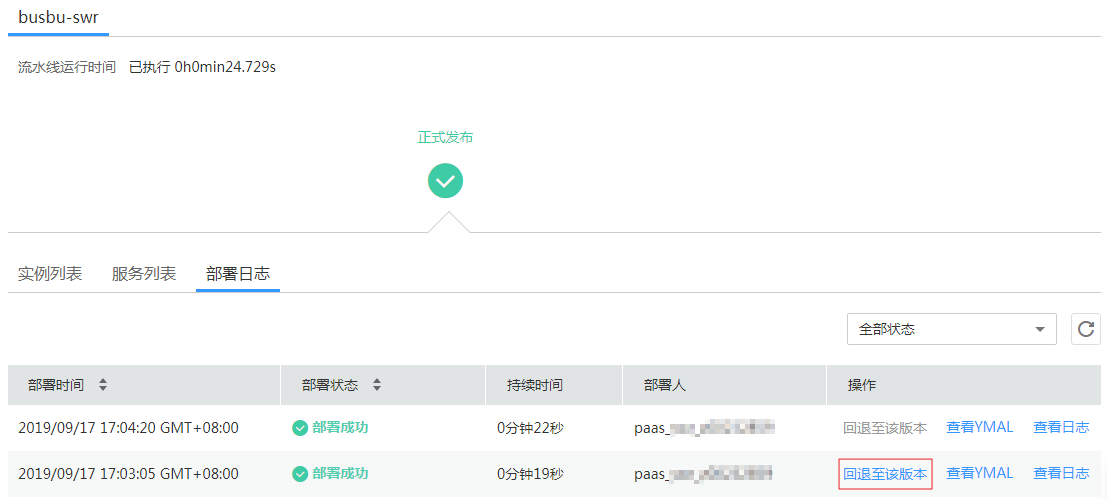 busbu-swr
流水线运行时间 已执行 0h0min24.729s
正式发布
实例列表 服务列表 部署日志
全部状态
部署时间 部署状态 持续时间 部署人 操作
2019/09/17 17:04:20 GMT+08:00 部署成功 0分钟22秒 paas_ 回退至该版本 查看YMAL 查看日志
2019/09/17 17:03:05 GMT+08:00 部署成功 0分钟19秒 paas_ 回退至该版本 查看YMAL 查看日志